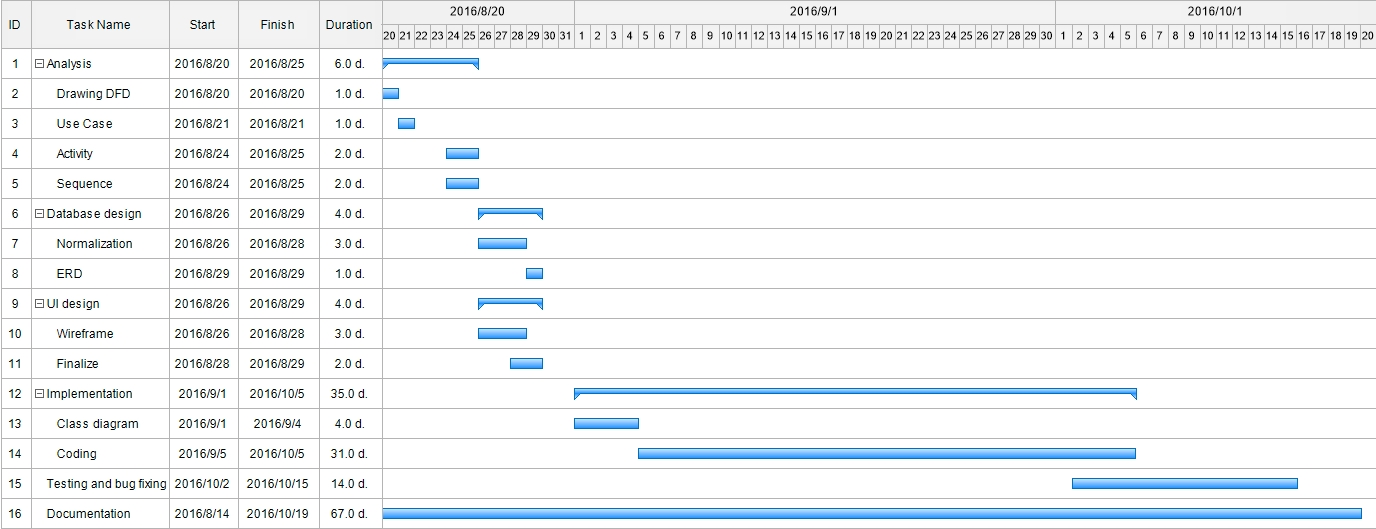 ID Task Name Start Finish Duration 2016/8/20 2016/9/1 2016/10/1
20 21 22 23 24 25 26 27 28 29 30 31 1 2 3 4 5 6 7 8 9 10 11 12 13 14 15 16 17 18 19 20 21 22 23 24 25 26 27 28 29 30 1 2 3 4 5 6 7 8 9 10 11 12 13 14 15 16 17 18 19 20
1 Analysis 2016/8/20 2016/8/25 6.0 d.
2 Drawing DFD 2016/8/20 2016/8/20 1.0 d.
3 Use Case 2016/8/21 2016/8/21 1.0 d.
4 Activity 2016/8/24 2016/8/25 2.0 d.
5 Sequence 2016/8/24 2016/8/25 2.0 d.
6 Database design 2016/8/26 2016/8/29 4.0 d.
7 Normalization 2016/8/26 2016/8/28 3.0 d.
8 ERD 2016/8/29 2016/8/29 1.0 d.
9 UI design 2016/8/26 2016/8/29 4.0 d.
10 Wireframe 2016/8/26 2016/8/28 3.0 d.
11 Finalize 2016/8/28 2016/8/29 2.0 d.
12 Implementation 2016/9/1 2016/10/5 35.0 d.
13 Class diagram 2016/9/1 2016/9/4 4.0 d.
14 Coding 2016/9/5 2016/10/5 31.0 d.
15 Testing and bug fixing 2016/10/2 2016/10/15 14.0 d.
16 Documentation 2016/8/14 2016/10/19 67.0 d.